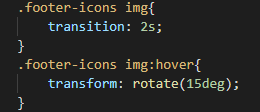 .footer-icons img{
    transition: 2s;
}
.footer-icons img:hover{
    transform: rotate(15deg);
}